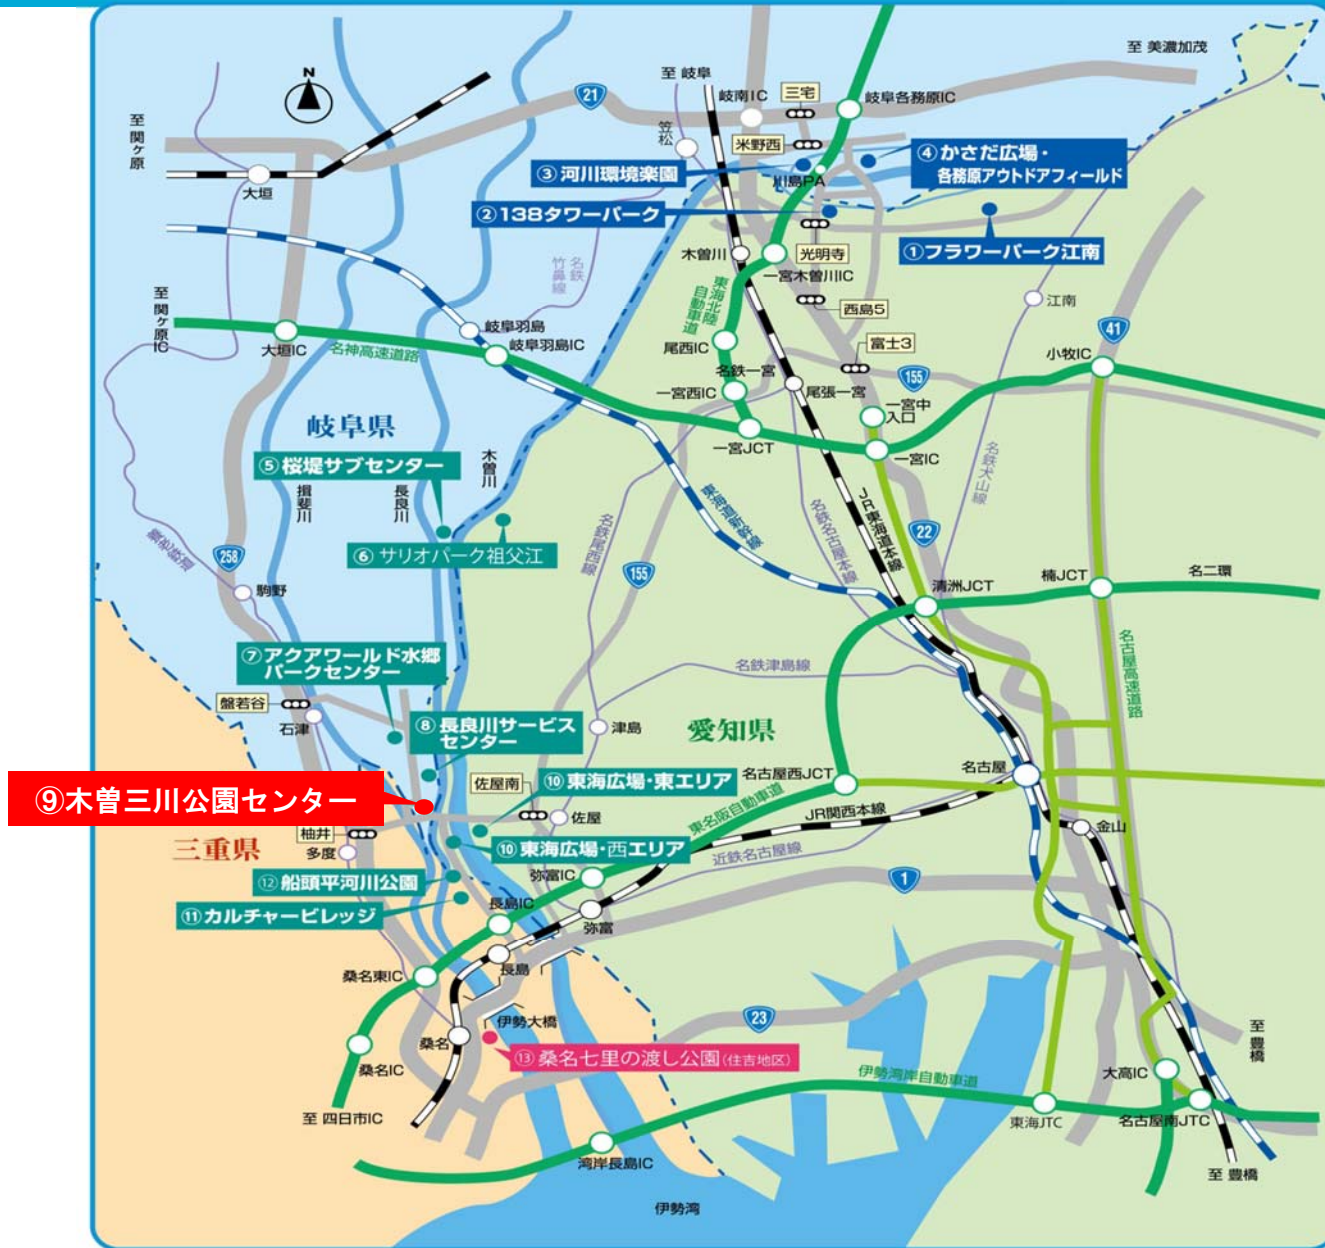 至 美濃加茂
至 岐阜
N
岐南IC
三宅
岐阜各務原IC
21
至 関ヶ原
笠松
米野西
④かさだ広場・
各務原アウトドアフィールド
③河川環境楽園
川島PA
大垣
②138タワーパーク
木曽川
光明寺
①フラワーパーク江南
名鉄竹鼻線
一宮木曽川IC
東海北陸自動車道
西島5
江南
至 関ヶ原IC
41
岐阜羽島
大垣IC
名神高速道路
岐阜羽島IC
尾西IC
富士3
小牧IC
名鉄一宮
155
一宮西IC
尾張一宮
一宮中入口
岐阜県
一宮JCT
一宮IC
⑤桜堤サブセンター
木曽川
名鉄犬山線
揖斐川
長良川
東海道新幹線
JR東海道本線
名鉄尾西線
名鉄名古屋本線
22
⑥サリオパーク祖父江
養老鉄道
258
155
駒野
清洲JCT
楠JCT
名二環
⑦アクアワールド水郷
パークセンター
名鉄津島線
名古屋高速道路
盤若谷
石津
⑧長良川サービス
センター
津島
愛知県
⑨木曽三川公園センター
佐屋南
⑩東海広場・東エリア
名古屋西JCT
名古屋
東名阪自動車道
JR関西本線
佐屋
金山
柚井
三重県
多度
⑩東海広場・西エリア
近鉄名古屋線
⑫船頭平河川公園
弥富IC
1
⑪カルチャービレッジ
長島IC
弥富
長島
桑名東IC
伊勢大橋
23
桑名
⑬桑名七里の渡し公園(住吉地区)
至 豊橋
桑名IC
伊勢湾岸自動車道
大高IC
至 四日市IC
東海JTC
名古屋南JTC
湾岸長島IC
至 豊橋
伊勢湾